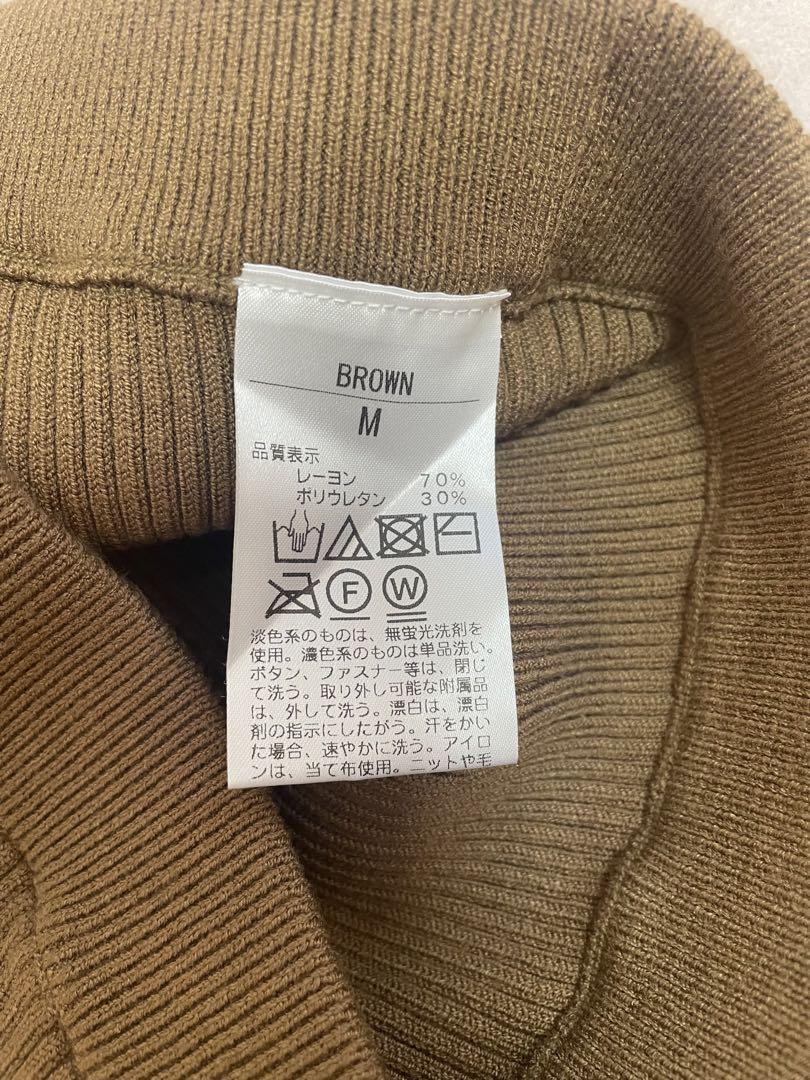 BROWN
M
品質表示
レーヨン 70%
ポリウレタン 30%
F W
淡色系のものは、無蛍光洗剤を
使用。濃色系のものは単品洗い。
ボタン、ファスナー等は、閉じ
て洗う。取り外し可能な附属品
は、外して洗う。漂白は、漂白
剤の指示にしたがう。汗をかい
た場合、速やかに洗う。アイロ
ンは、当て布使用。ニットや毛